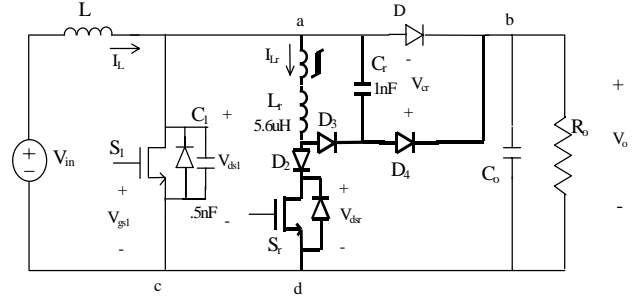 L
a
D
b
I_L
I_Lr
C_r
1nF
-
V_cr
+
L_r
5.6uH
D_3
D_4
D_2
V_in
+
-
S_1
C_1
+
V_ds1
-
.5nF
+
V_gs1
-
S_r
+
V_dsr
-
C_o
R_o
+
V_o
-
c
d